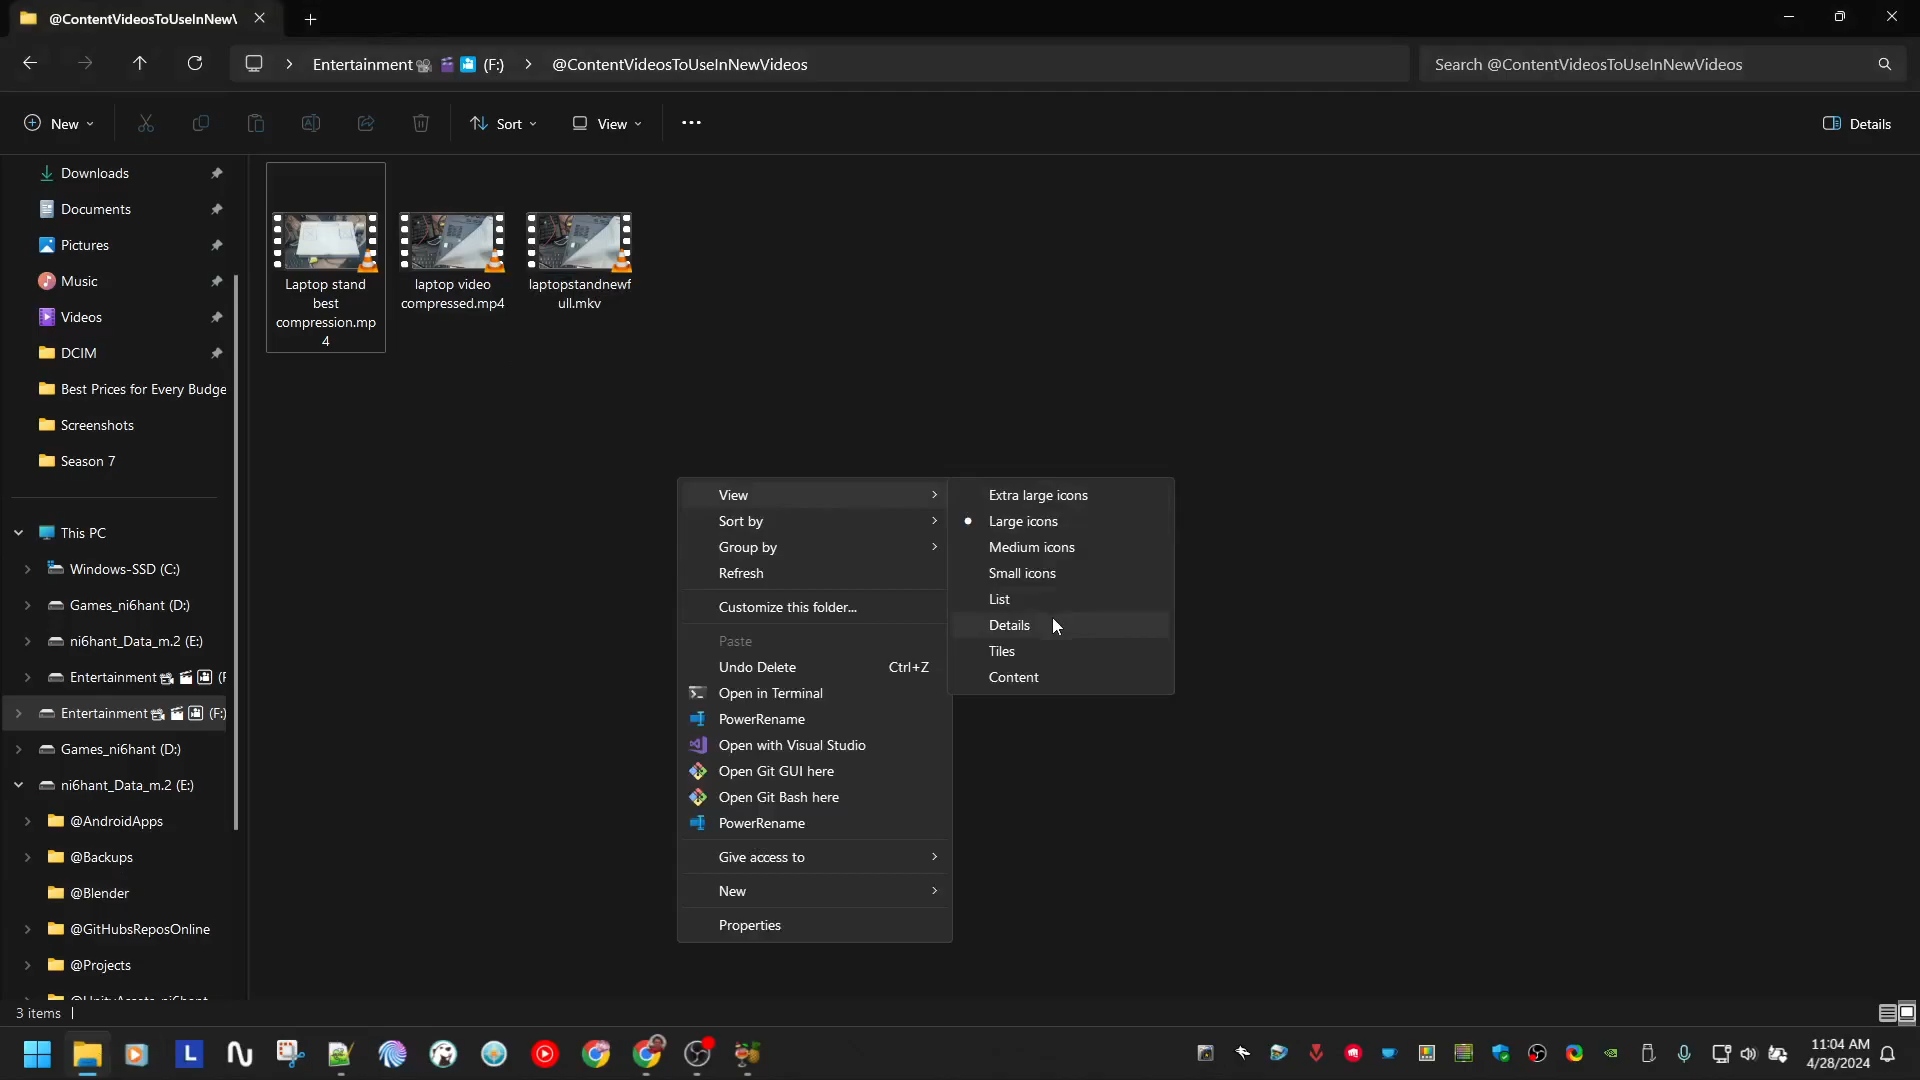 @ContentVideosToUseInNewV
Entertainment (F:) > @ContentVideosToUseInNewVideos
Search @ContentVideosToUseInNewVideos
New
Sort
View
Details
Downloads
Documents
Pictures
Music
Videos
DCIM
Best Prices for Every Budge
Screenshots
Season 7
This PC
Windows-SSD (C:)
Games_ni6hant (D:)
ni6hant_Data_m.2 (E:)
Entertainment (F
Entertainment (F:)
Games_ni6hant (D:)
ni6hant_Data_m.2 (E:)
@AndroidApps
@Backups
@Blender
@GitHubsReposOnline
@Projects
Laptop stand
best
compression.mp
4
laptop video
compressed.mp4
laptopstandnewf
ull.mkv
View
Sort by
Group by
Refresh
Customize this folder...
Paste
Undo Delete Ctrl+Z
Open in Terminal
PowerRename
Open with Visual Studio
Open Git GUI here
Open Git Bash here
PowerRename
Give access to
New
Properties
Extra large icons
Large icons
Medium icons
Small icons
List
Details
Tiles
Content
3 items
11:04 AM
4/28/2024